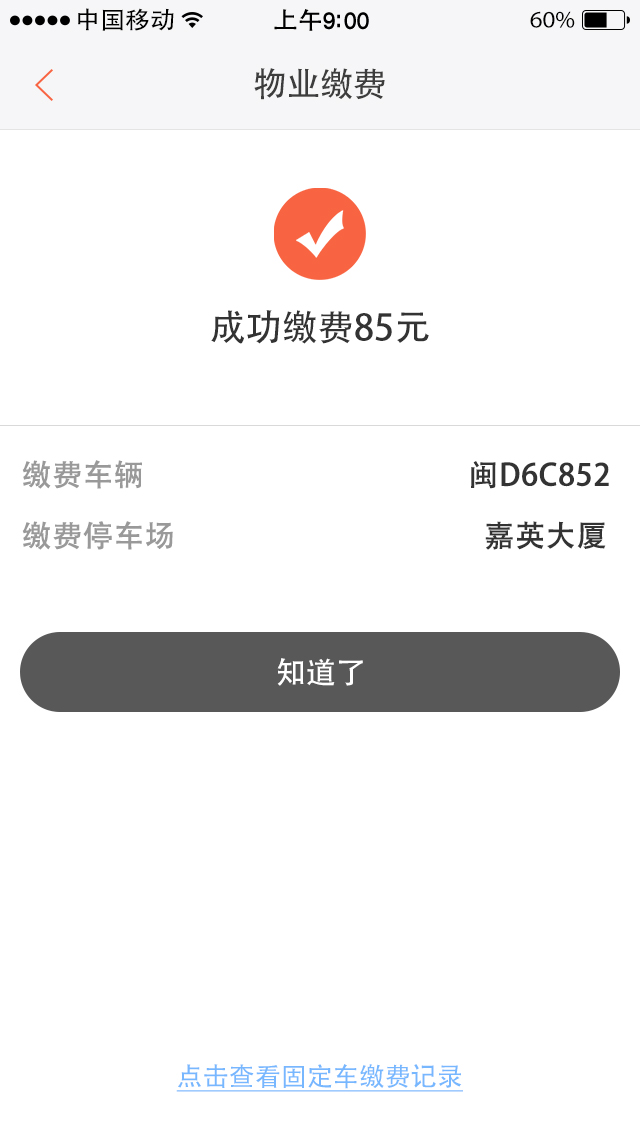 中国移动 上午9:00 60%
物业缴费
成功缴费85元
缴费车辆 闽D6C852
缴费停车场 嘉英大厦
知道了
点击查看固定车缴费记录